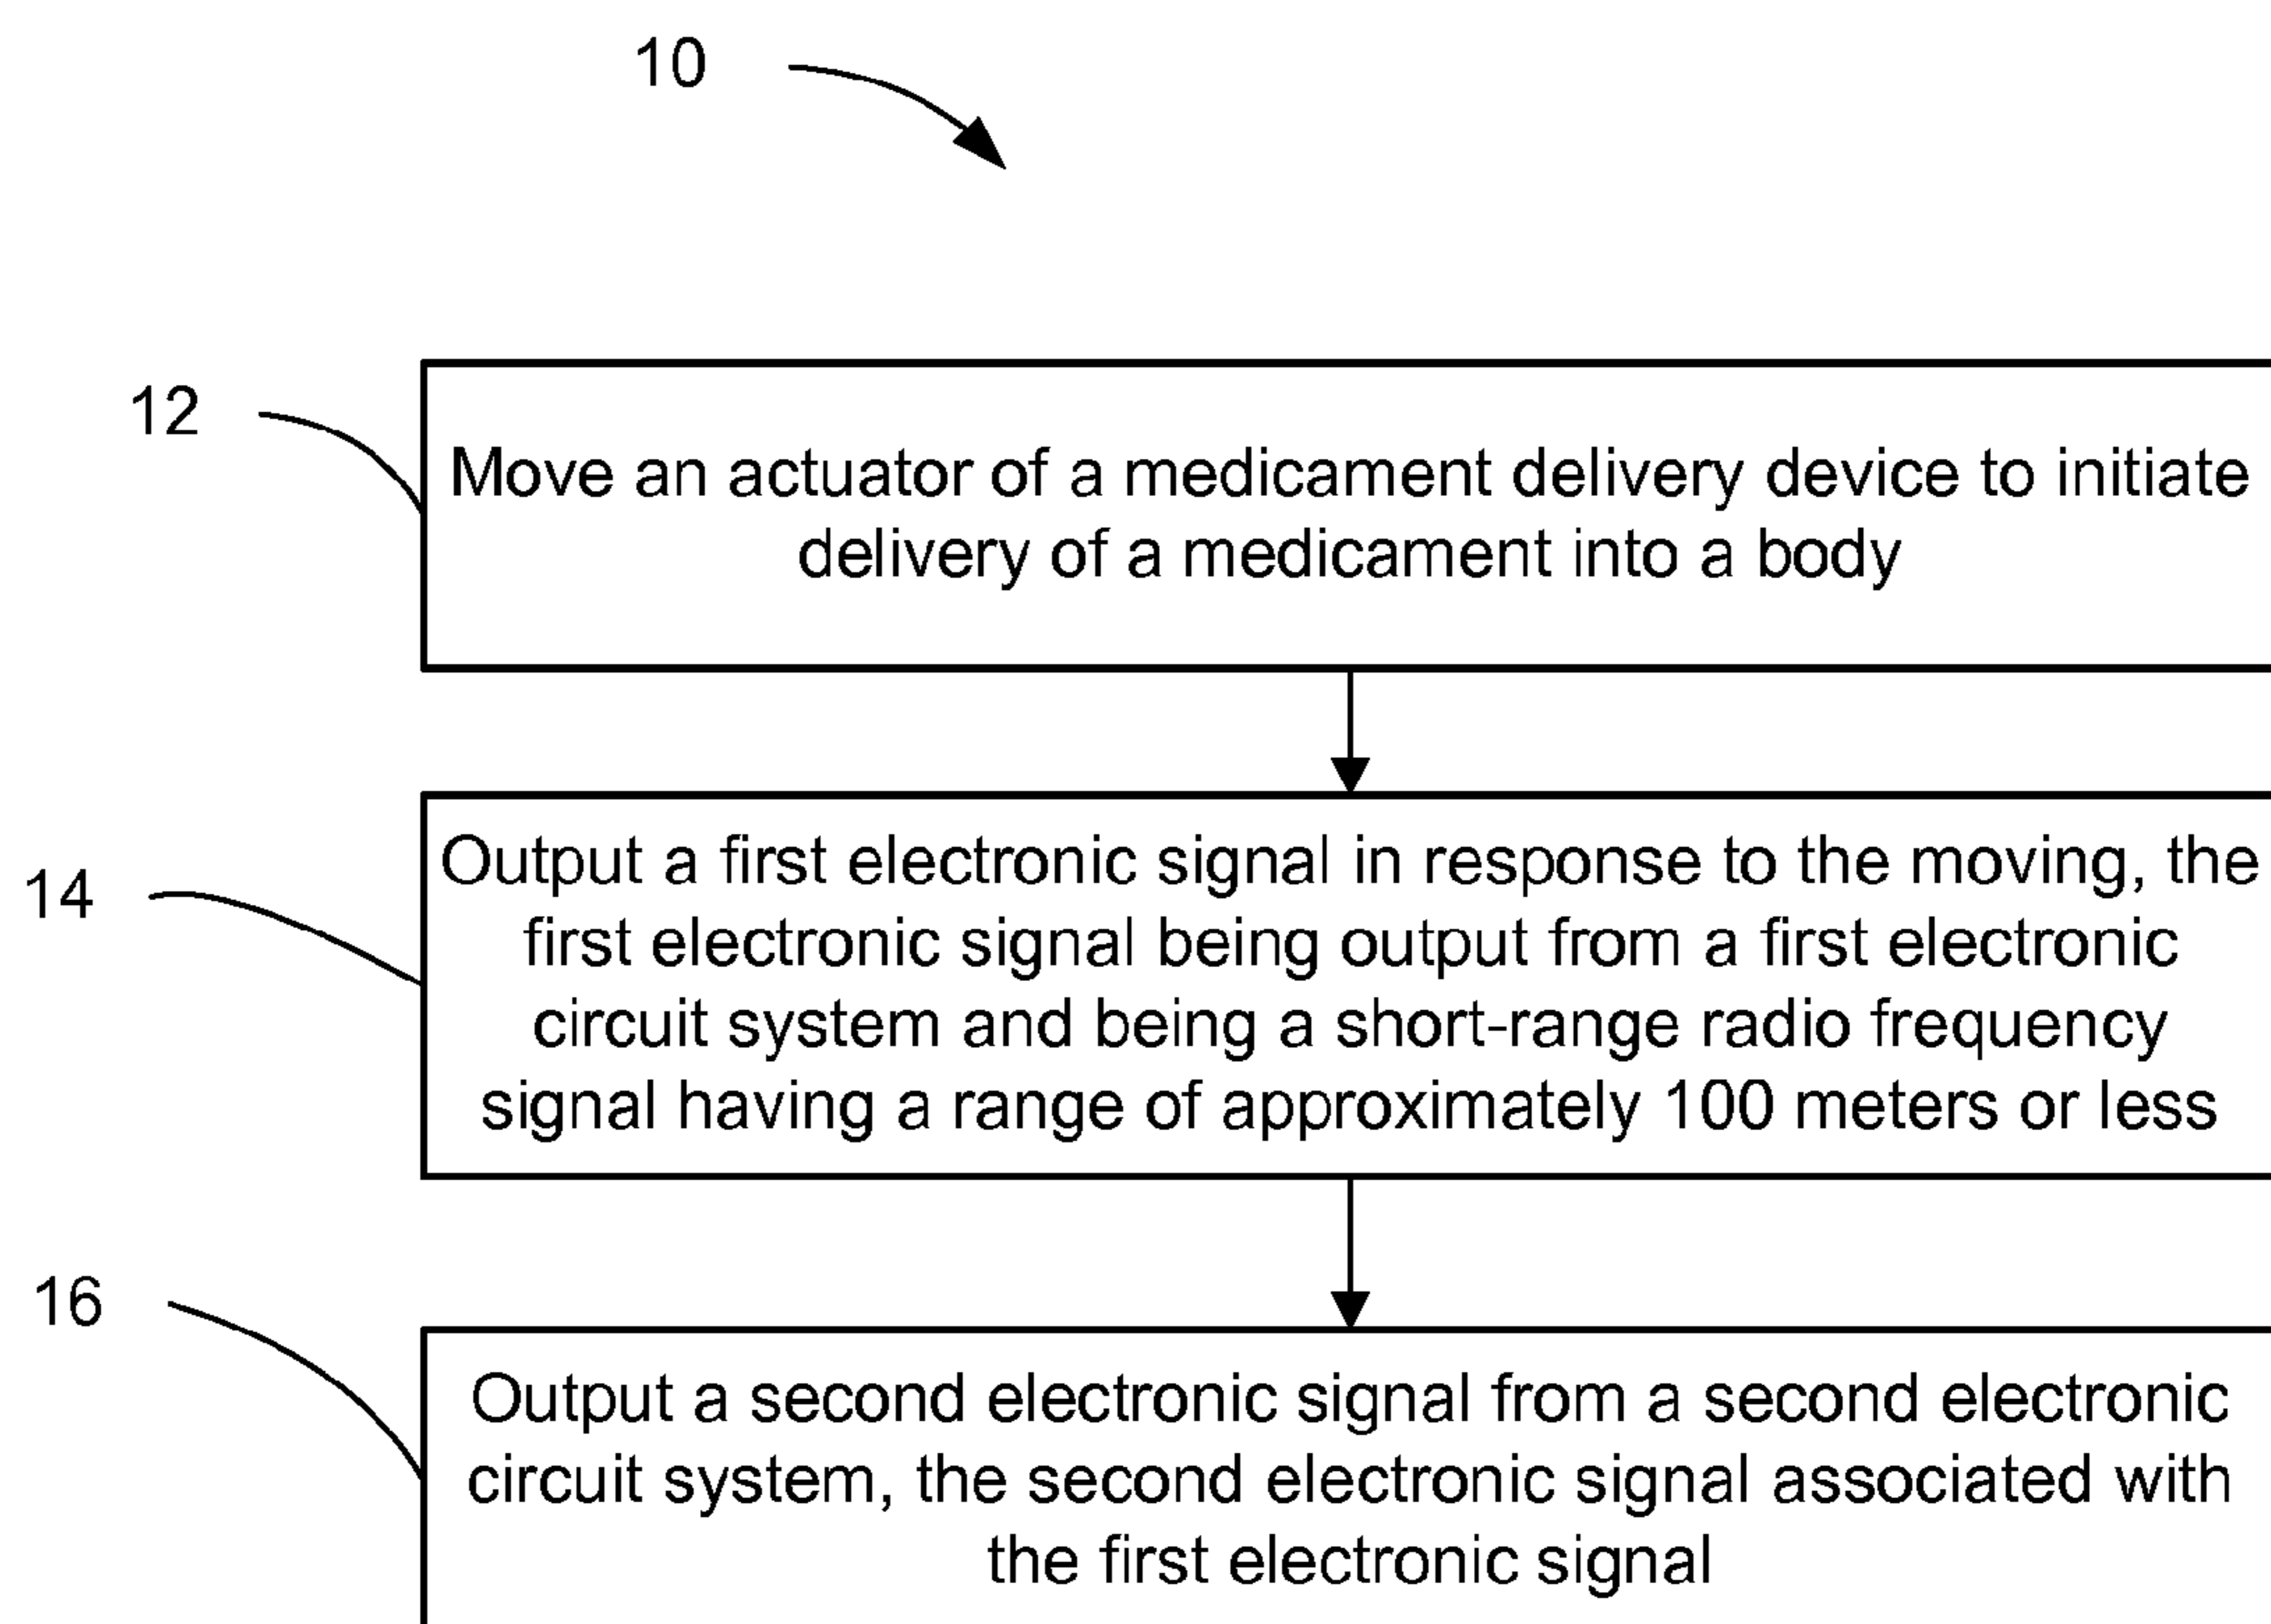 10
12
Move an actuator of a medicament delivery device to initiate
delivery of a medicament into a body
14
Output a first electronic signal in response to the moving, the
first electronic signal being output from a first electronic
circuit system and being a short-range radio frequency
signal having a range of approximately 100 meters or less
16
Output a second electronic signal from a second electronic
circuit system, the second electronic signal associated with
the first electronic signal